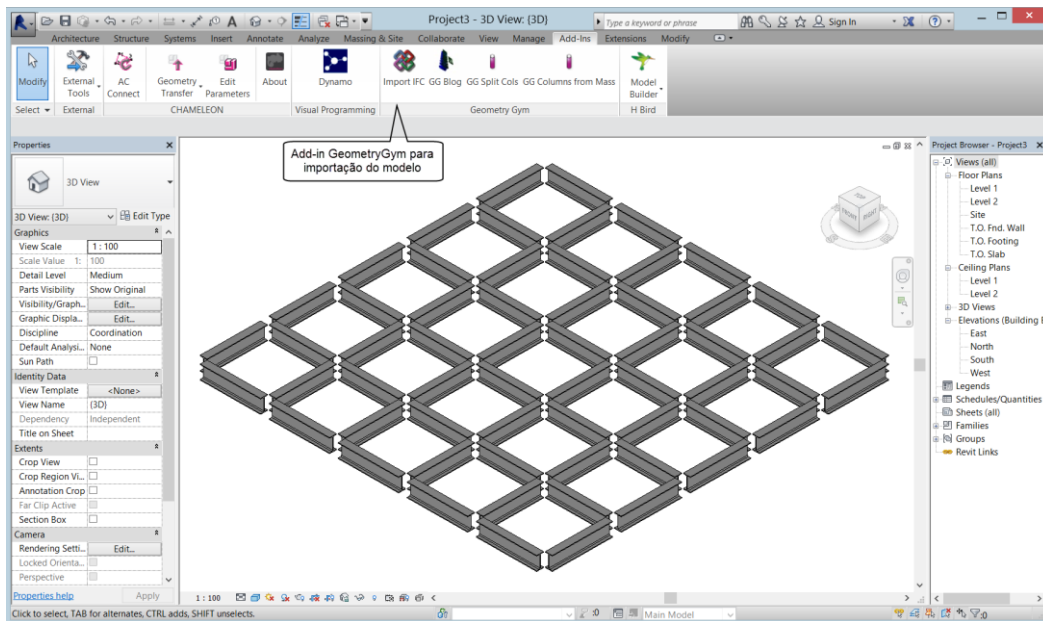 Project3 - 3D View: {3D}
Type a keyword or phrase
Sign In
Architecture Structure Systems Insert Annotate Analyze Massing & Site Collaborate View Manage Add-Ins Extensions Modify
Modify
External Tools
AC Connect
Geometry Transfer
Edit Parameters
About
Dynamo
Import IFC GG Blog GG Split Cols GG Columns from Mass
Model Builder
Select External CHAMELEON Visual Programming Geometry Gym H Bird
Add-in GeometryGym para
importação do modelo
Properties
3D View
3D View: {3D} Edit Type
Graphics
View Scale 1 : 100
Scale Value 1: 100
Detail Level Medium
Parts Visibility Show Original
Visibility/Graph... Edit...
Graphic Displa... Edit...
Discipline Coordination
Default Analysi... None
Sun Path
Identity Data
View Template <None>
View Name {3D}
Dependency Independent
Title on Sheet
Extents
Crop View
Crop Region Vi...
Annotation Crop
Far Clip Active
Section Box
Camera
Rendering Setti... Edit...
Locked Orienta...
Perspective
Properties help Apply
TOP
FRONT
RIGHT
Project Browser - Project3
Views (all)
Floor Plans
Level 1
Level 2
Site
T.O. Fnd. Wall
T.O. Footing
T.O. Slab
Ceiling Plans
Level 1
Level 2
3D Views
Elevations (Building E
East
North
South
West
Legends
Schedules/Quantities
Sheets (all)
Families
Groups
Revit Links
1 : 100
Click to select, TAB for alternates, CTRL adds, SHIFT unselects.
:0
Main Model
:0